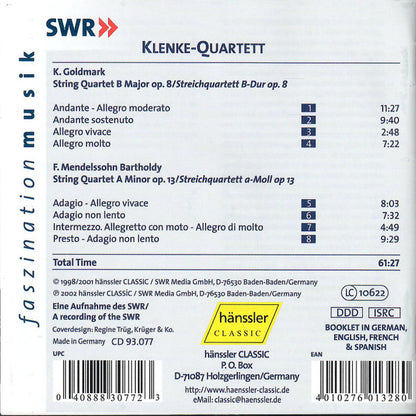 SWR
KLENKE-QUARTETT
faszinationmusik
K. Goldmark
String Quartet B Major op. 8/Streichquartett B-Dur op. 8
Andante - Allegro moderato 1 11:27
Andante sostenuto 2 9:40
Allegro vivace 3 2:48
Allegro molto 4 7:22
F. Mendelssohn Bartholdy
String Quartet A Minor op. 13/Streichquartett a-Moll op 13
Adagio - Allegro vivace 5 8:03
Adagio non lento 6 7:32
Intermezzo. Allegretto con moto - Allegro di molto 7 4:49
Presto - Adagio non lento 8 9:29
Total Time 61:27
© 1998/2001 hänssler CLASSIC / SWR Media GmbH, D-76530 Baden-Baden/Germany
℗ 2002 hänssler CLASSIC / SWR Media GmbH, D-76530 Baden-Baden/Germany
LC 10622
Eine Aufnahme des SWR/
A recording of the SWR
Coverdesign: Regine Trüg, Krüger & Ko.
Made in Germany CD 93.077
hänssler
CLASSIC
DDD ISRC
BOOKLET IN GERMAN,
ENGLISH, FRENCH
& SPANISH
UPC
0 40888 30772 3
hänssler CLASSIC
P.O. Box
D-71087 Holzgerlingen/Germany
http://www.haenssler-classic.de
eMail: classic@haenssler.de
EAN
4 010276 013280